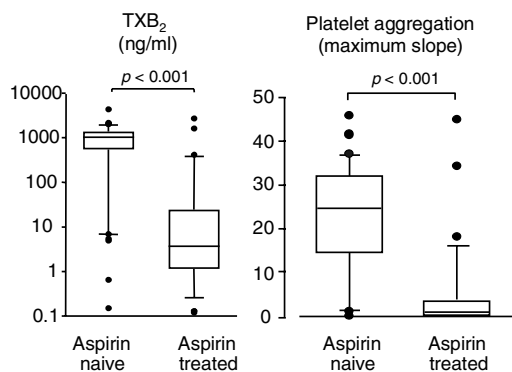 TXB2
(ng/ml)
p < 0.001
10000
1000
100
10
1
0.1
Aspirin
naive
Aspirin
treated
Platelet aggregation
(maximum slope)
p < 0.001
50
40
30
20
10
0
Aspirin
naive
Aspirin
treated